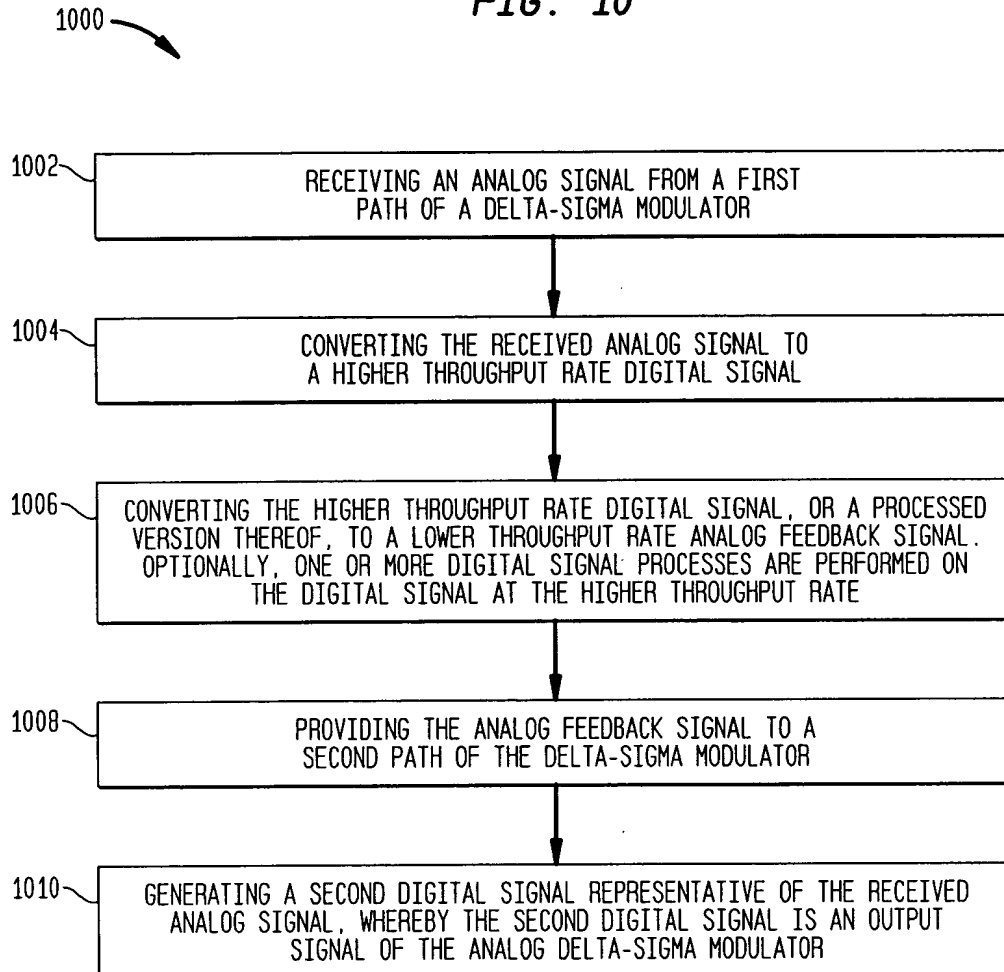 FIG. 10
1000
1002
RECEIVING AN ANALOG SIGNAL FROM A FIRST
PATH OF A DELTA-SIGMA MODULATOR
1004
CONVERTING THE RECEIVED ANALOG SIGNAL TO
A HIGHER THROUGHPUT RATE DIGITAL SIGNAL
1006
CONVERTING THE HIGHER THROUGHPUT RATE DIGITAL SIGNAL, OR A PROCESSED
VERSION THEREOF, TO A LOWER THROUGHPUT RATE ANALOG FEEDBACK SIGNAL.
OPTIONALLY, ONE OR MORE DIGITAL SIGNAL PROCESSES ARE PERFORMED ON
THE DIGITAL SIGNAL AT THE HIGHER THROUGHPUT RATE
1008
PROVIDING THE ANALOG FEEDBACK SIGNAL TO A
SECOND PATH OF THE DELTA-SIGMA MODULATOR
1010
GENERATING A SECOND DIGITAL SIGNAL REPRESENTATIVE OF THE RECEIVED
ANALOG SIGNAL, WHEREBY THE SECOND DIGITAL SIGNAL IS AN OUTPUT
SIGNAL OF THE ANALOG DELTA-SIGMA MODULATOR